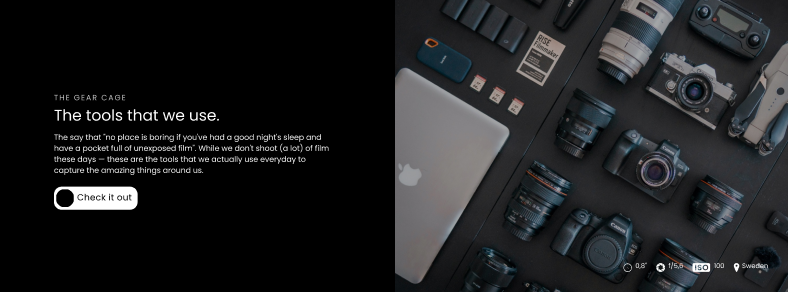 THE GEAR CAGE
The tools that we use.
The say that "no place is boring if you've had a good night's sleep and
have a pocket full of unexposed film". While we don't shoot (a lot) of film
these days — these are the tools that we actually use everyday to
capture the amazing things around us.
Check it out
RISE
Filmmaker
0,8"
f/5,6
ISO 100
Sweden